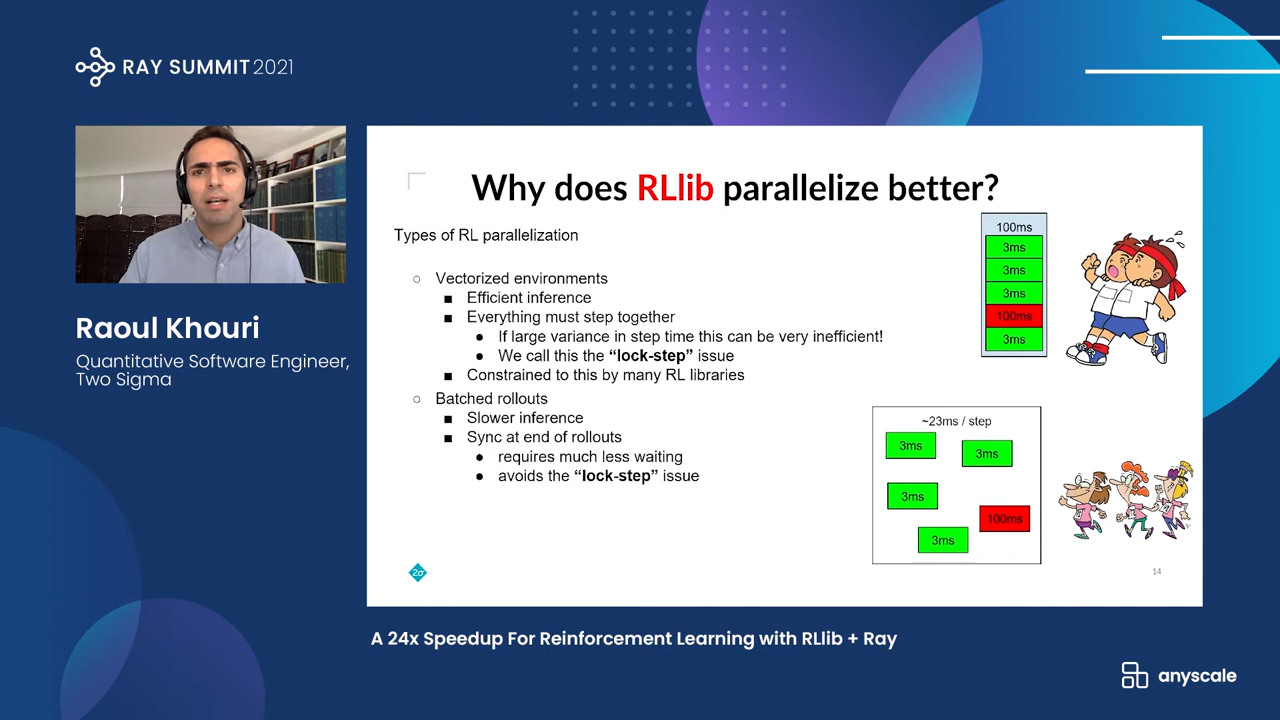 RAY SUMMIT 2021
Raoul Khouri
Quantitative Software Engineer,
Two Sigma
Why does RLlib parallelize better?
Types of RL parallelization
Vectorized environments
Efficient inference
Everything must step together
If large variance in step time this can be very inefficient!
We call this the “lock-step” issue
Constrained to this by many RL libraries
Batched rollouts
Slower inference
Sync at end of rollouts
requires much less waiting
avoids the “lock-step” issue
100ms
3ms
3ms
3ms
100ms
3ms
~23ms / step
3ms
3ms
3ms
100ms
3ms
2σ
14
A 24x Speedup For Reinforcement Learning with RLlib + Ray
anyscale